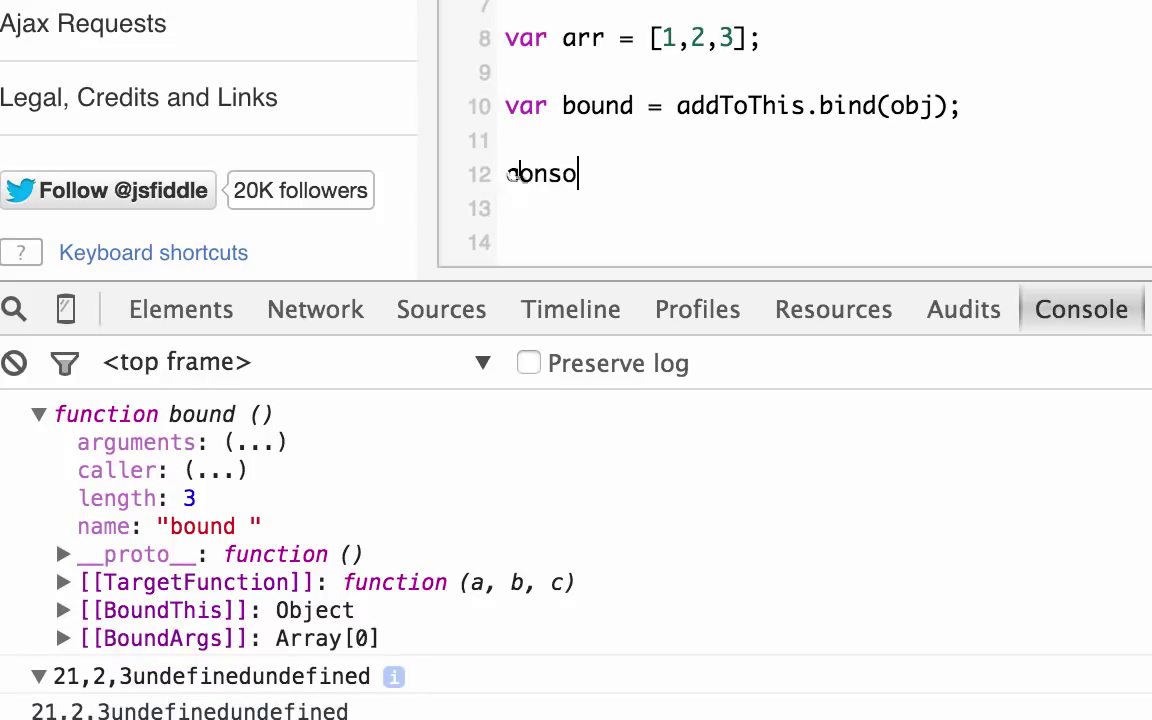 Ajax Requests
Legal, Credits and Links
Follow @jsfiddle 20K followers
? Keyboard shortcuts
7
8 var arr = [1,2,3];
9
10 var bound = addToThis.bind(obj);
11
12 conso
13
14
Elements Network Sources Timeline Profiles Resources Audits Console
<top frame> ▼ Preserve log
▼ function bound ()
arguments: (...)
caller: (...)
length: 3
name: "bound "
▶ __proto__: function ()
▶ [[TargetFunction]]: function (a, b, c)
▶ [[BoundThis]]: Object
▶ [[BoundArgs]]: Array[0]
▼ 21,2,3undefinedundefined i
21,2,3undefinedundefined